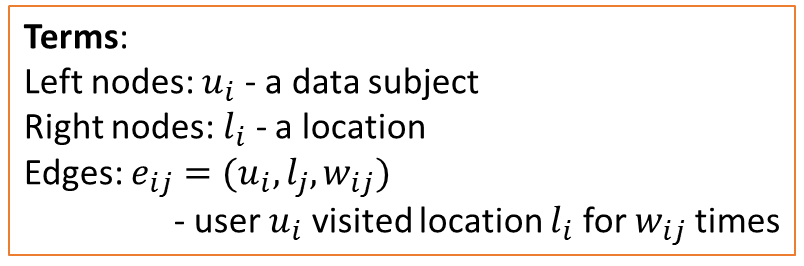 Terms:
Left nodes: uᵢ - a data subject
Right nodes: lᵢ - a location
Edges: eᵢⱼ = (uᵢ, lⱼ, wᵢⱼ)
- user uᵢ visited location lᵢ for wᵢⱼ times